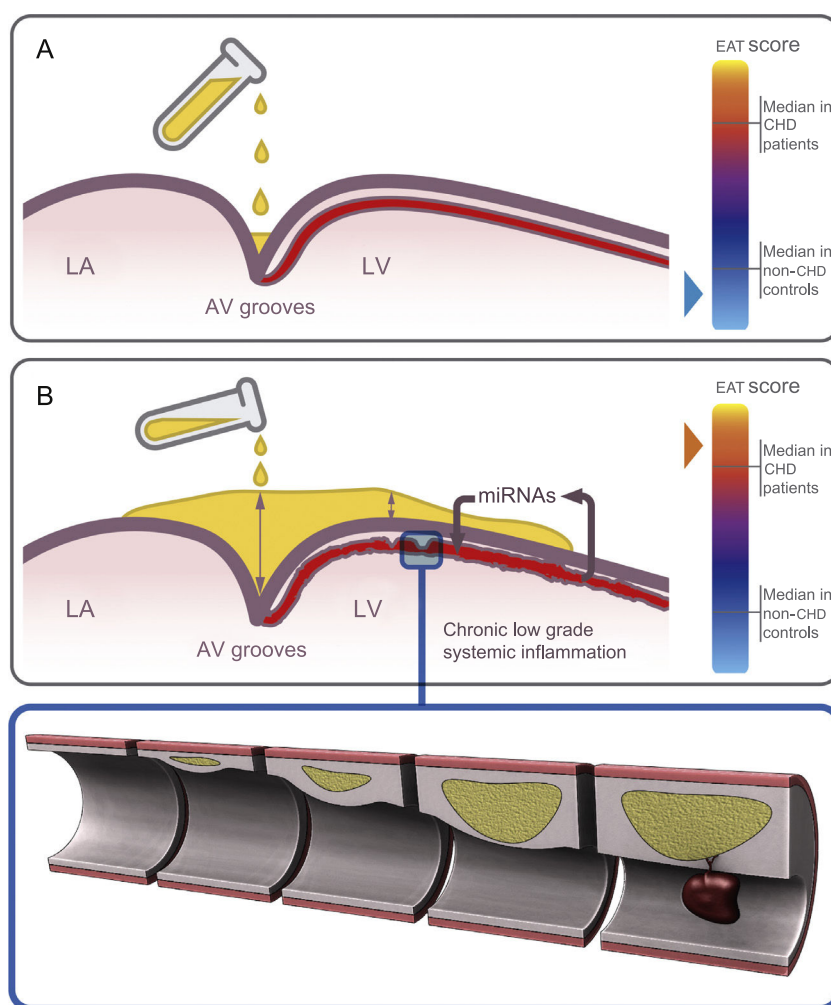 A
EAT score
Median in
CHD
patients
LA
LV
AV grooves
Median in
non-CHD
controls
B
EAT score
Median in
CHD
patients
miRNAs
LA
LV
AV grooves
Chronic low grade
systemic inflammation
Median in
non-CHD
controls